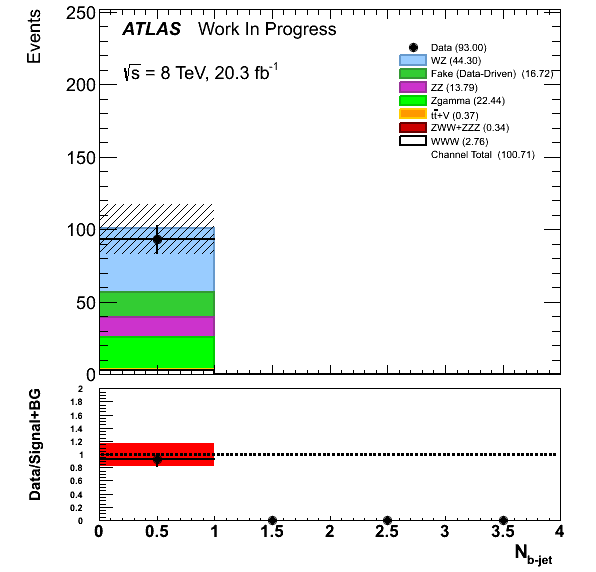 Events
250
200
150
100
50
0
ATLAS Work In Progress
√s = 8 TeV, 20.3 fb⁻¹
Data (93.00)
WZ (44.30)
Fake (Data-Driven) (16.72)
ZZ (13.79)
Zgamma (22.44)
tt̄+V (0.37)
ZWW+ZZZ (0.34)
WWW (2.76)
Channel Total (100.71)
Data/Signal+BG
2
1.8
1.6
1.4
1.2
1
0.8
0.6
0.4
0.2
0
0 0.5 1 1.5 2 2.5 3 3.5 4
N_b-jet